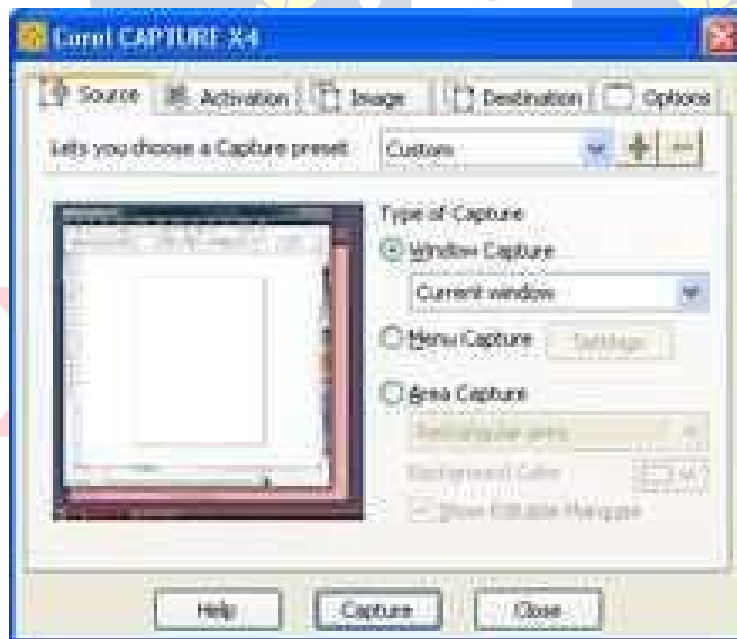 Corel CAPTURE X4
Source Activation Image Destination Options
Lets you choose a Capture preset Custom
Type of Capture
Window Capture
Current window
Menu Capture Settings
Area Capture
Rectangular area
Background Color
Show Editable Marquee
Help Capture Close